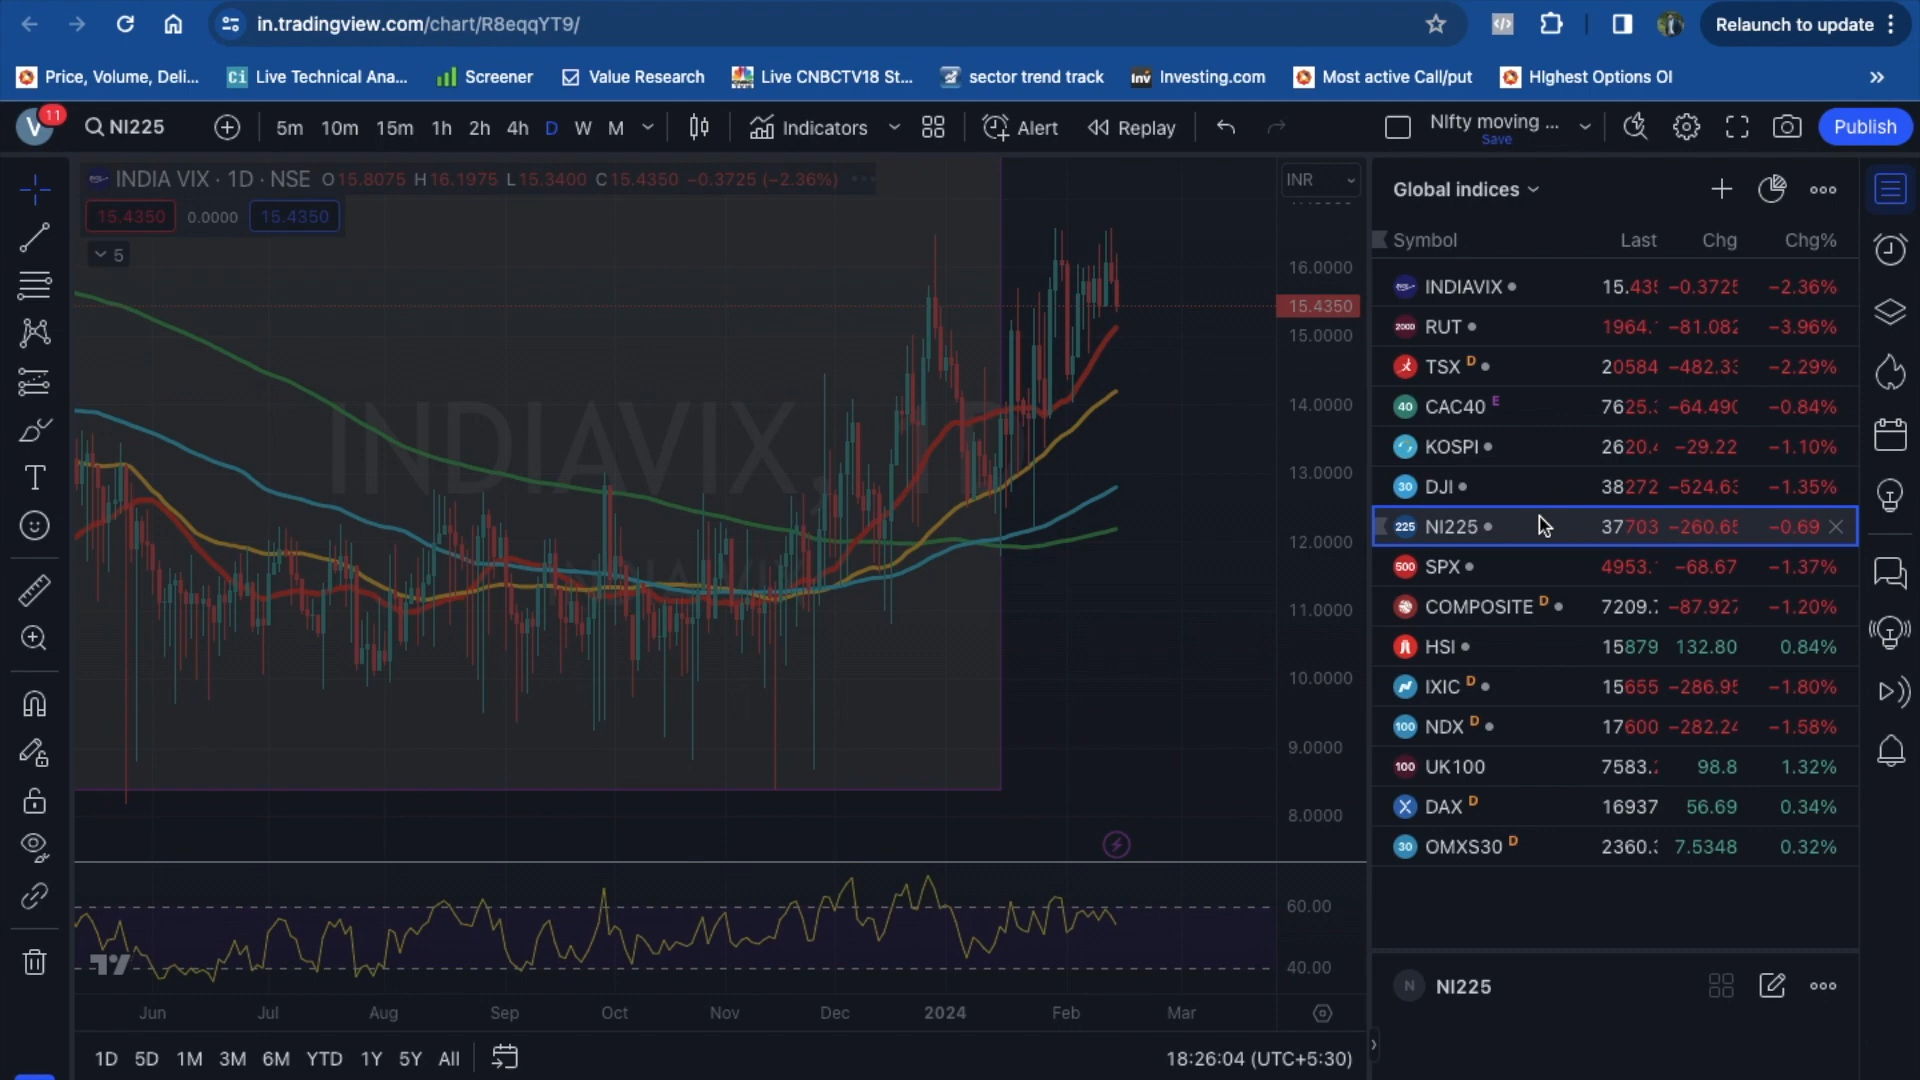 in.tradingview.com/chart/R8eqqYT9/
Relaunch to update
Price, Volume, Deli...
Live Technical Ana...
Screener
Value Research
Live CNBCTV18 St...
sector trend track
Investing.com
Most active Call/put
HIghest Options OI
V 11 NI225 5m 10m 15m 1h 2h 4h D W M Indicators Alert Replay NIfty moving ... Save Publish
INDIA VIX · 1D · NSE O15.8075 H16.1975 L15.3400 C15.4350 −0.3725 (−2.36%)
15.4350 0.0000 15.4350
5
INR
16.0000
15.4350
15.0000
14.0000
13.0000
12.0000
11.0000
10.0000
9.0000
8.0000
60.00
40.00
Jun Jul Aug Sep Oct Nov Dec 2024 Feb Mar
1D 5D 1M 3M 6M YTD 1Y 5Y All 18:26:04 (UTC+5:30)
Global indices
Symbol Last Chg Chg%
INDIAVIX −2.36%
RUT −3.96%
TSX D 20584 −2.29%
CAC40 E −0.84%
KOSPI −29.22 −1.10%
DJI 38272 −1.35%
NI225 37703 −0.69
SPX −68.67 −1.37%
COMPOSITE D −1.20%
HSI 15879 132.80 0.84%
IXIC D 15655 −1.80%
NDX D 17600 −1.58%
UK100 98.8 1.32%
DAX D 16937 56.69 0.34%
OMXS30 D 7.5348 0.32%
N NI225